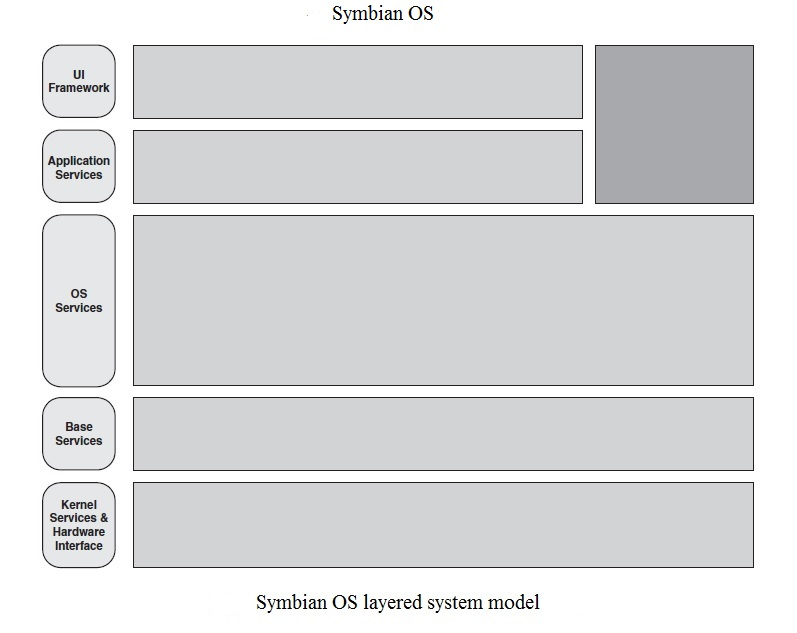 Symbian OS
UI
Framework
Application
Services
OS
Services
Base
Services
Kernel
Services &
Hardware
Interface
Symbian OS layered system model